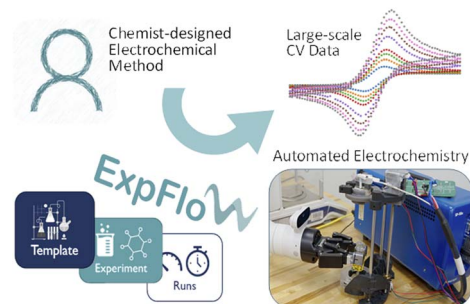 Chemist-designed
Electrochemical
Method
Large-scale
CV Data
Automated Electrochemistry
ExpFlow
Template
Experiment
Runs